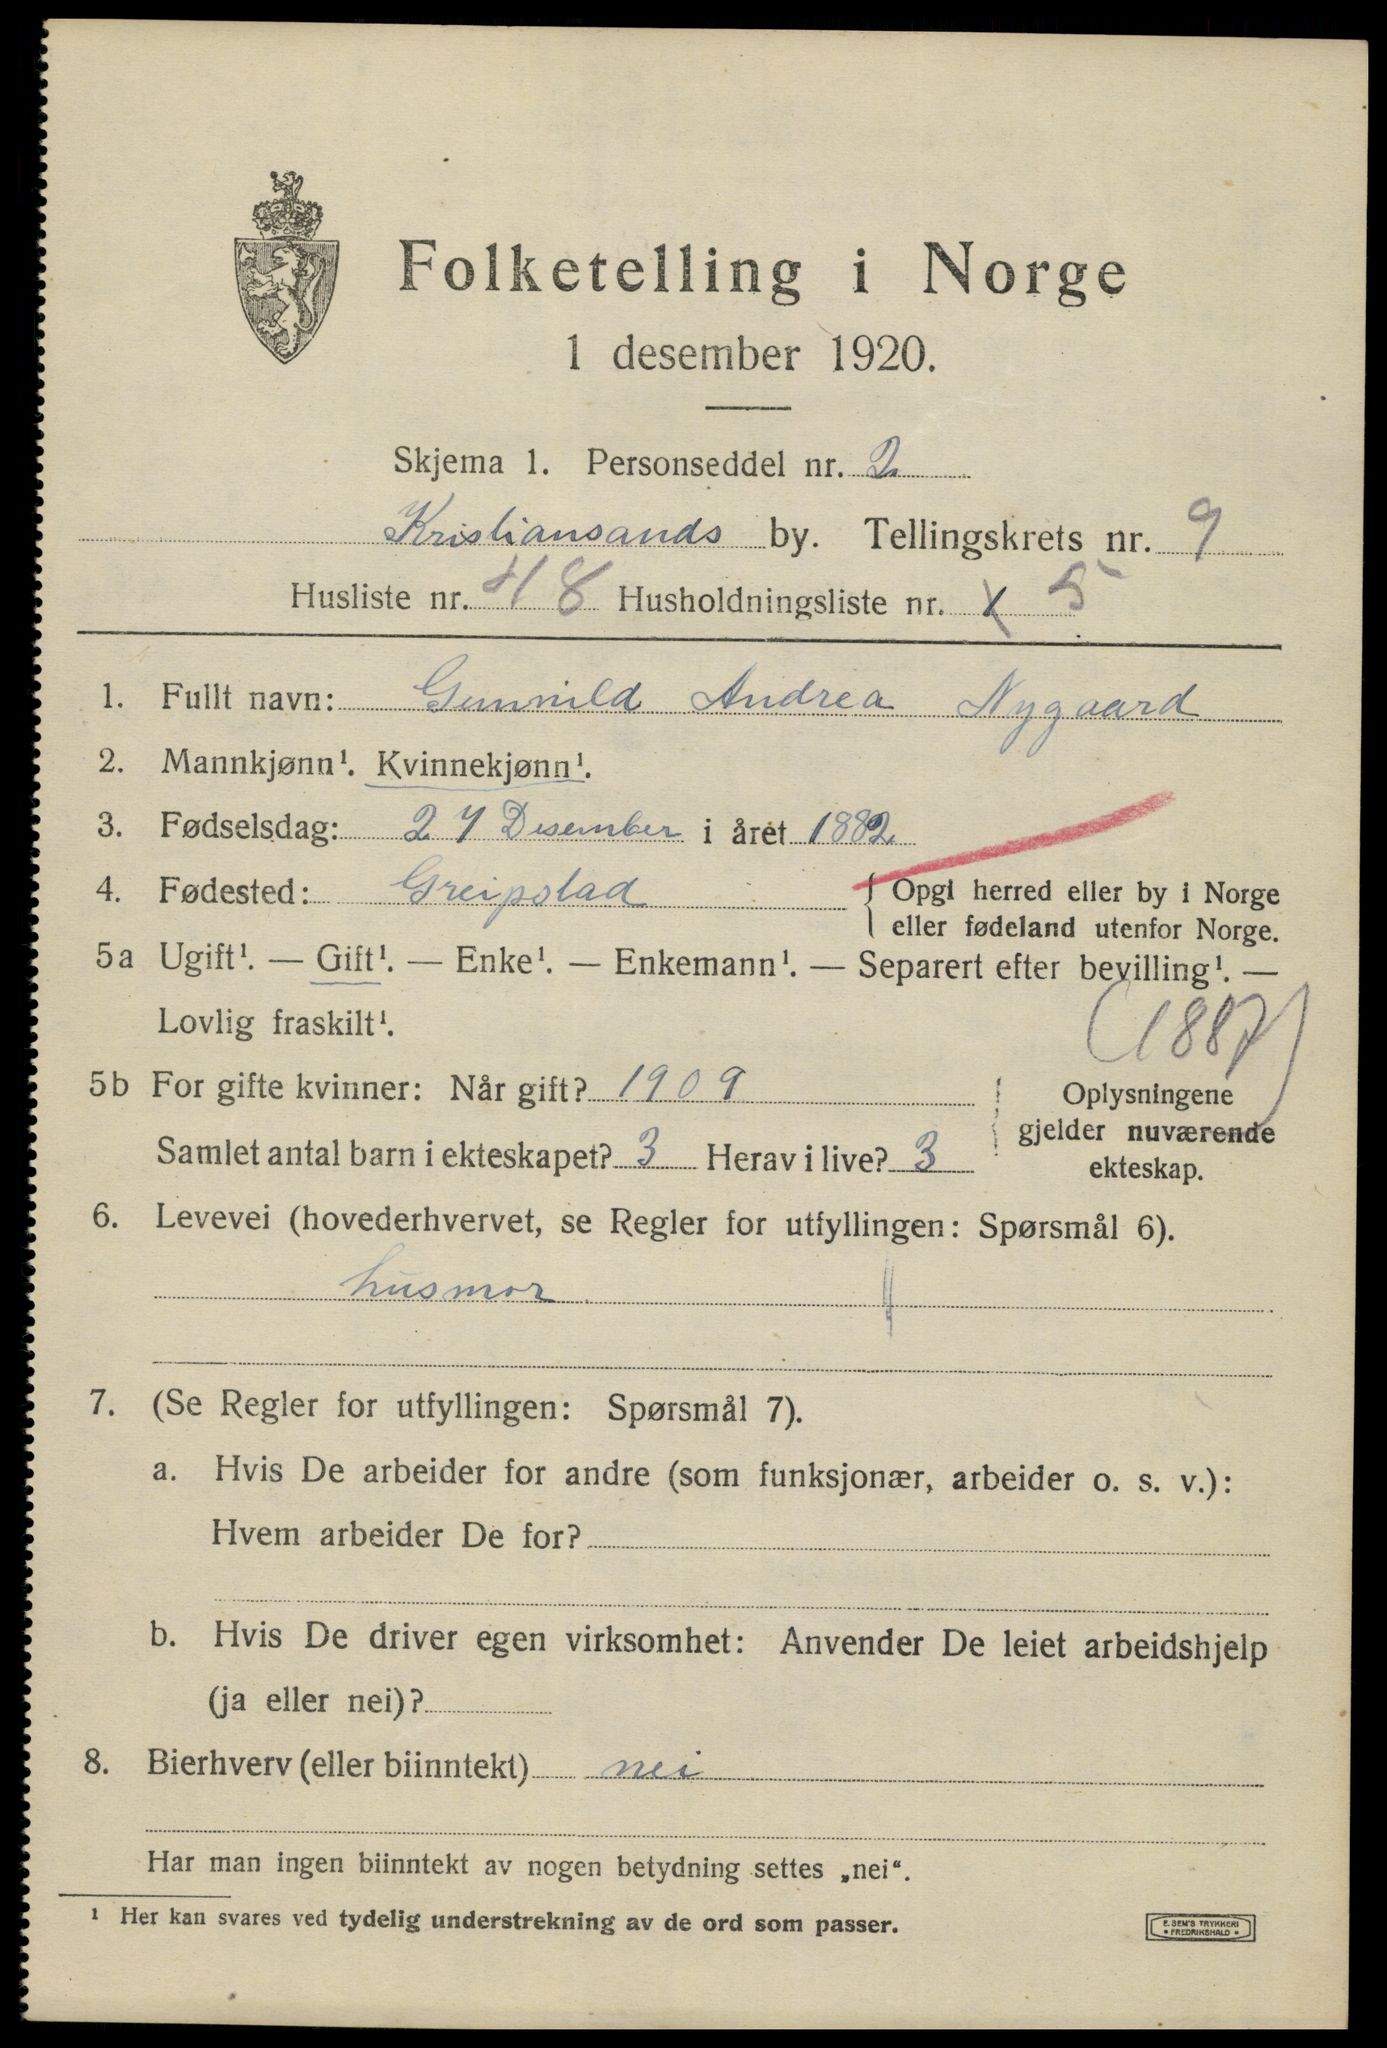 Folketelling i Norge
1 desember 1920.
Skjema 1. Personseddel nr. 2
Kristiansands by. Tellingskrets nr. 9
Husliste nr. 48 Husholdningsliste nr. 1 5
1. Fullt navn: Gunnild Andrea Nygaard
2. Mannkjønn¹. Kvinnekjønn¹.
3. Fødselsdag: 27 Desember i året 1882
4. Fødested: Greipstad { Opgi herred eller by i Norge
eller fødeland utenfor Norge.
5a Ugift¹. — Gift¹. — Enke¹. — Enkemann¹. — Separert efter bevilling¹. —
Lovlig fraskilt¹.
(1887)
5b For gifte kvinner: Når gift? 1909 { Oplysningene
gjelder nuværende
Samlet antal barn i ekteskapet? 3 Herav i live? 3
ekteskap.
6. Levevei (hovederhvervet, se Regler for utfyllingen: Spørsmål 6).
husmor
7. (Se Regler for utfyllingen: Spørsmål 7).
a. Hvis De arbeider for andre (som funksjonær, arbeider o. s. v.):
Hvem arbeider De for?
b. Hvis De driver egen virksomhet: Anvender De leiet arbeidshjelp
(ja eller nei)?
8. Bierhverv (eller biinntekt) nei
Har man ingen biinntekt av nogen betydning settes „nei“.
¹ Her kan svares ved tydelig understrekning av de ord som passer.
E. SEM'S TRYKKERI
• FREDRIKSHALD •